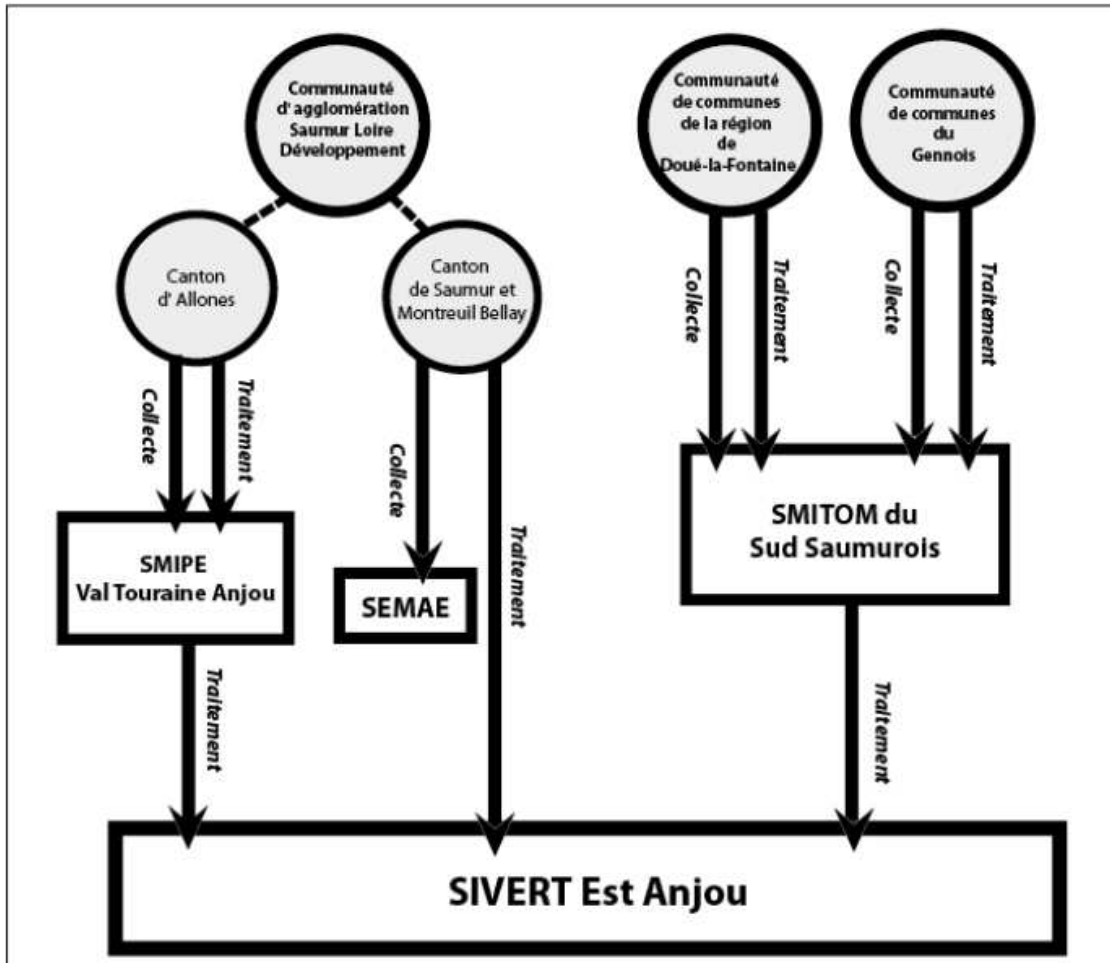 Communauté
d' agglomération
Saumur Loire
Développement
Communauté
de communes
de la région
de
Doué-la-Fontaine
Communauté
de communes
du
Gennois
Canton
d' Allones
Canton
de Saumur et
Montreuil Bellay
Collecte
Traitement
Collecte
Traitement
Collecte
Traitement
Collecte
Traitement
SMIPE
Val Touraine Anjou
SEMAE
SMITOM du
Sud Saumurois
Traitement
Traitement
SIVERT Est Anjou